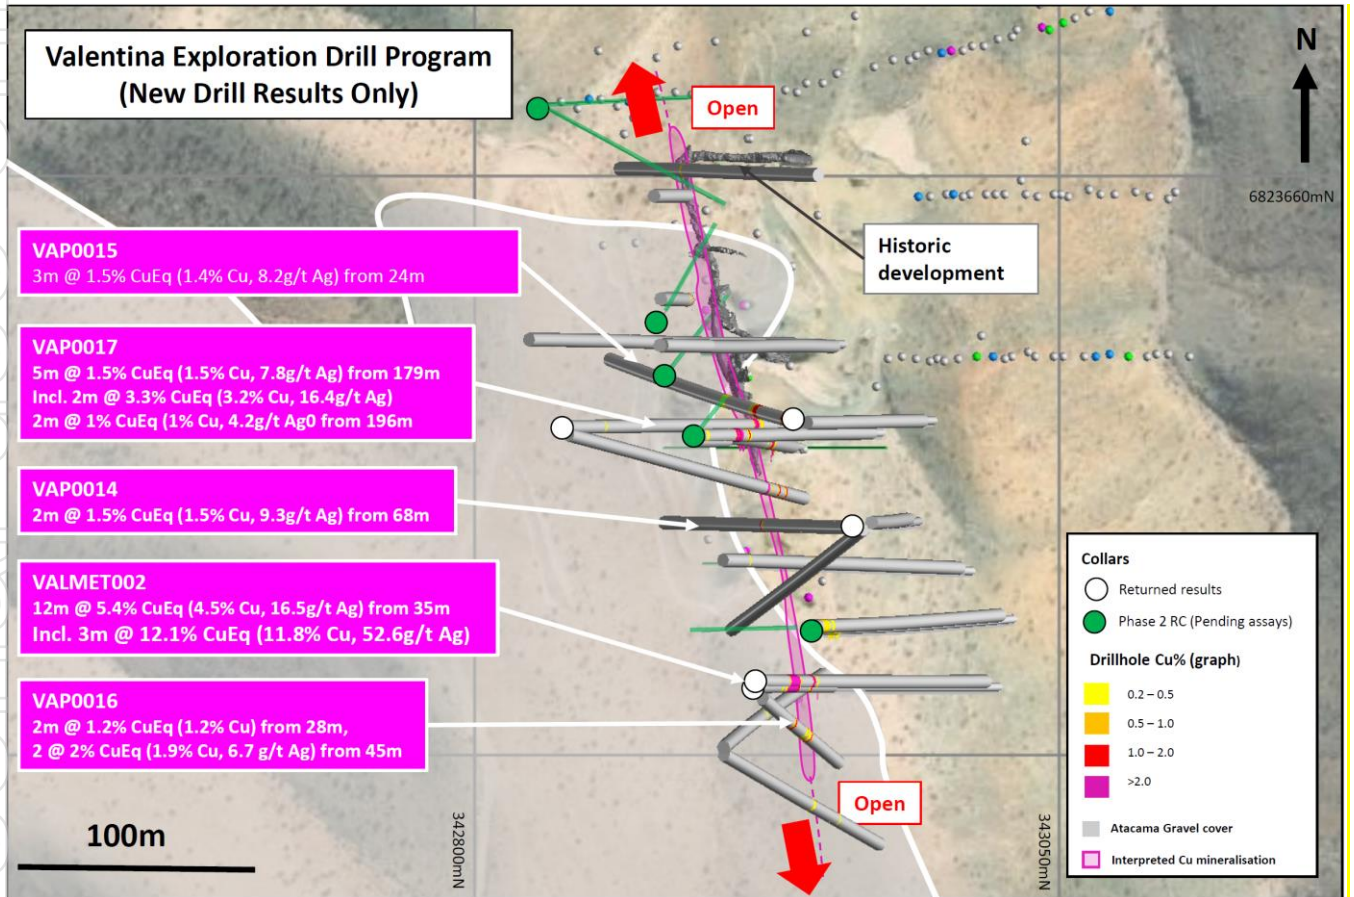 Valentina Exploration Drill Program
(New Drill Results Only)
N
Open
6823660mN
Historic
development
VAP0015
3m @ 1.5% CuEq (1.4% Cu, 8.2g/t Ag) from 24m
VAP0017
5m @ 1.5% CuEq (1.5% Cu, 7.8g/t Ag) from 179m
Incl. 2m @ 3.3% CuEq (3.2% Cu, 16.4g/t Ag)
2m @ 1% CuEq (1% Cu, 4.2g/t Ag0 from 196m
VAP0014
2m @ 1.5% CuEq (1.5% Cu, 9.3g/t Ag) from 68m
VALMET002
12m @ 5.4% CuEq (4.5% Cu, 16.5g/t Ag) from 35m
Incl. 3m @ 12.1% CuEq (11.8% Cu, 52.6g/t Ag)
VAP0016
2m @ 1.2% CuEq (1.2% Cu) from 28m,
2 @ 2% CuEq (1.9% Cu, 6.7 g/t Ag) from 45m
Open
100m
342800mN
343050mN
Collars
Returned results
Phase 2 RC (Pending assays)
Drillhole Cu% (graph)
0.2 – 0.5
0.5 – 1.0
1.0 – 2.0
>2.0
Atacama Gravel cover
Interpreted Cu mineralisation